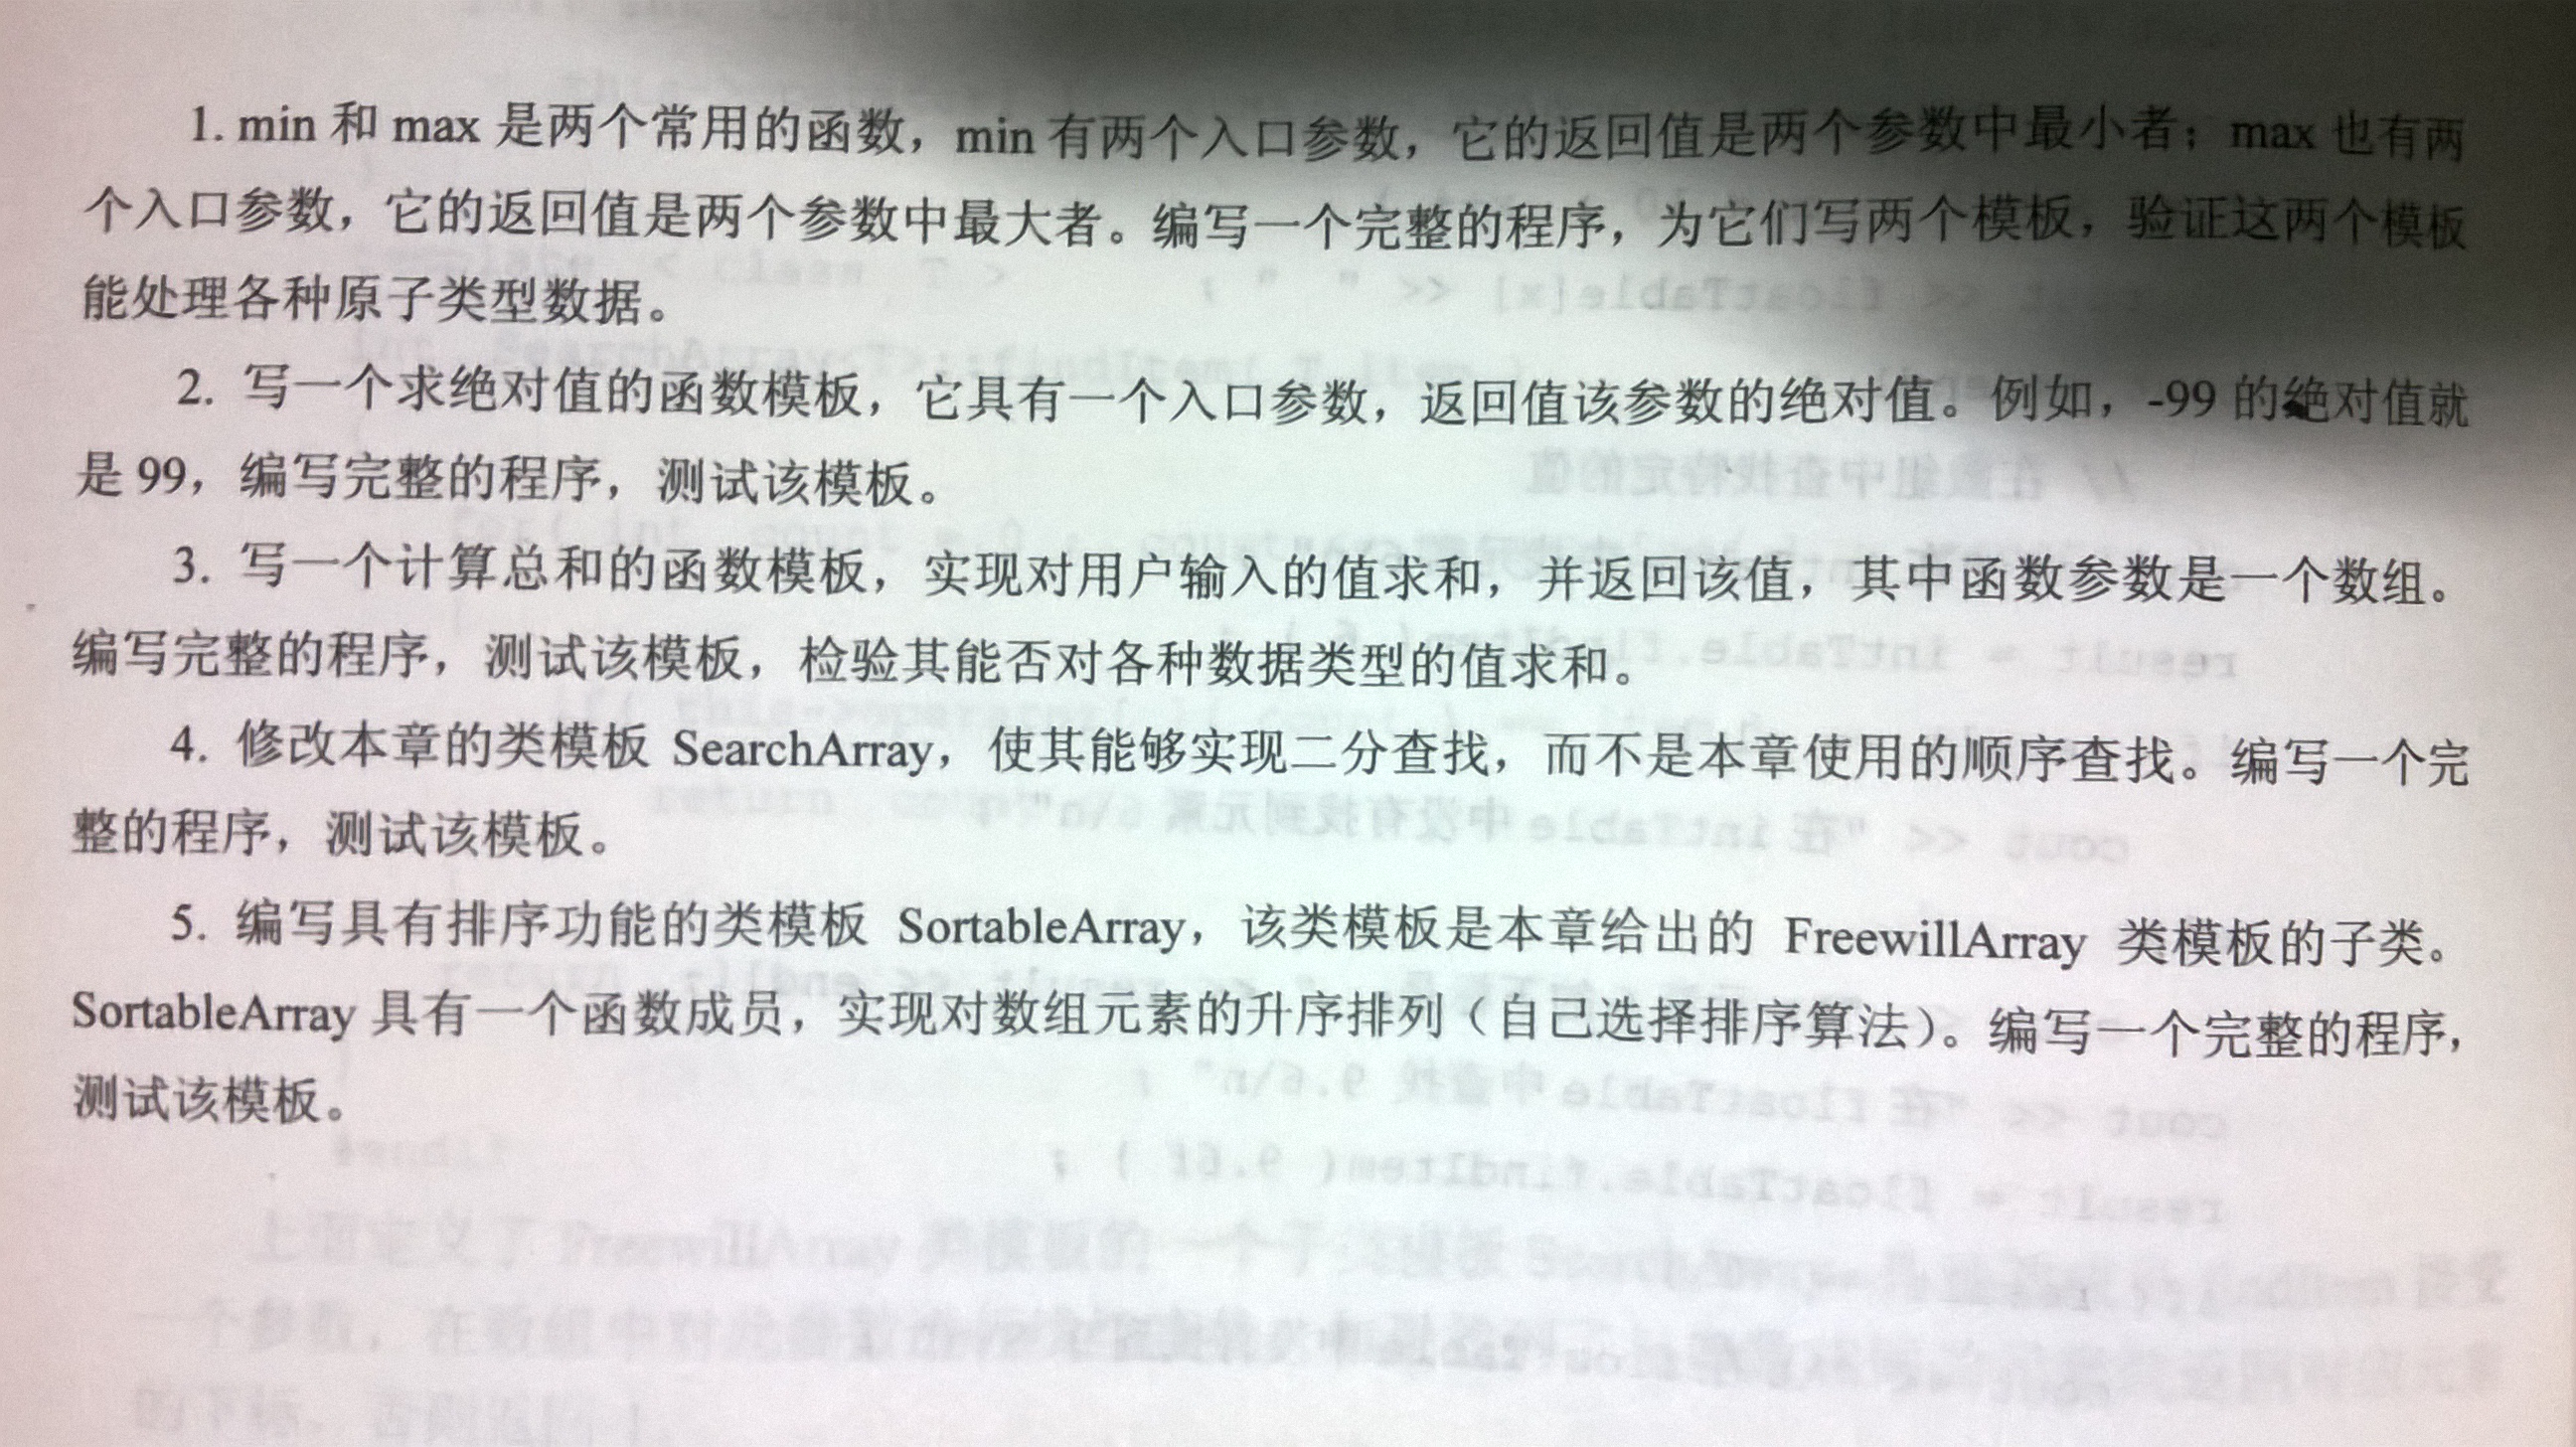 1. min 和 max 是两个常用的函数，min 有两个入口参数，它的返回值是两个参数中最小者；max 也有两
个入口参数，它的返回值是两个参数中最大者。编写一个完整的程序，为它们写两个模板，验证这两个模板
能处理各种原子类型数据。
2. 写一个求绝对值的函数模板，它具有一个入口参数，返回值该参数的绝对值。例如，-99 的绝对值就
是 99，编写完整的程序，测试该模板。
3. 写一个计算总和的函数模板，实现对用户输入的值求和，并返回该值，其中函数参数是一个数组。
编写完整的程序，测试该模板，检验其能否对各种数据类型的值求和。
4. 修改本章的类模板 SearchArray，使其能够实现二分查找，而不是本章使用的顺序查找。编写一个完
整的程序，测试该模板。
5. 编写具有排序功能的类模板 SortableArray，该类模板是本章给出的 FreewillArray 类模板的子类。
SortableArray 具有一个函数成员，实现对数组元素的升序排列（自己选择排序算法）。编写一个完整的程序，
测试该模板。